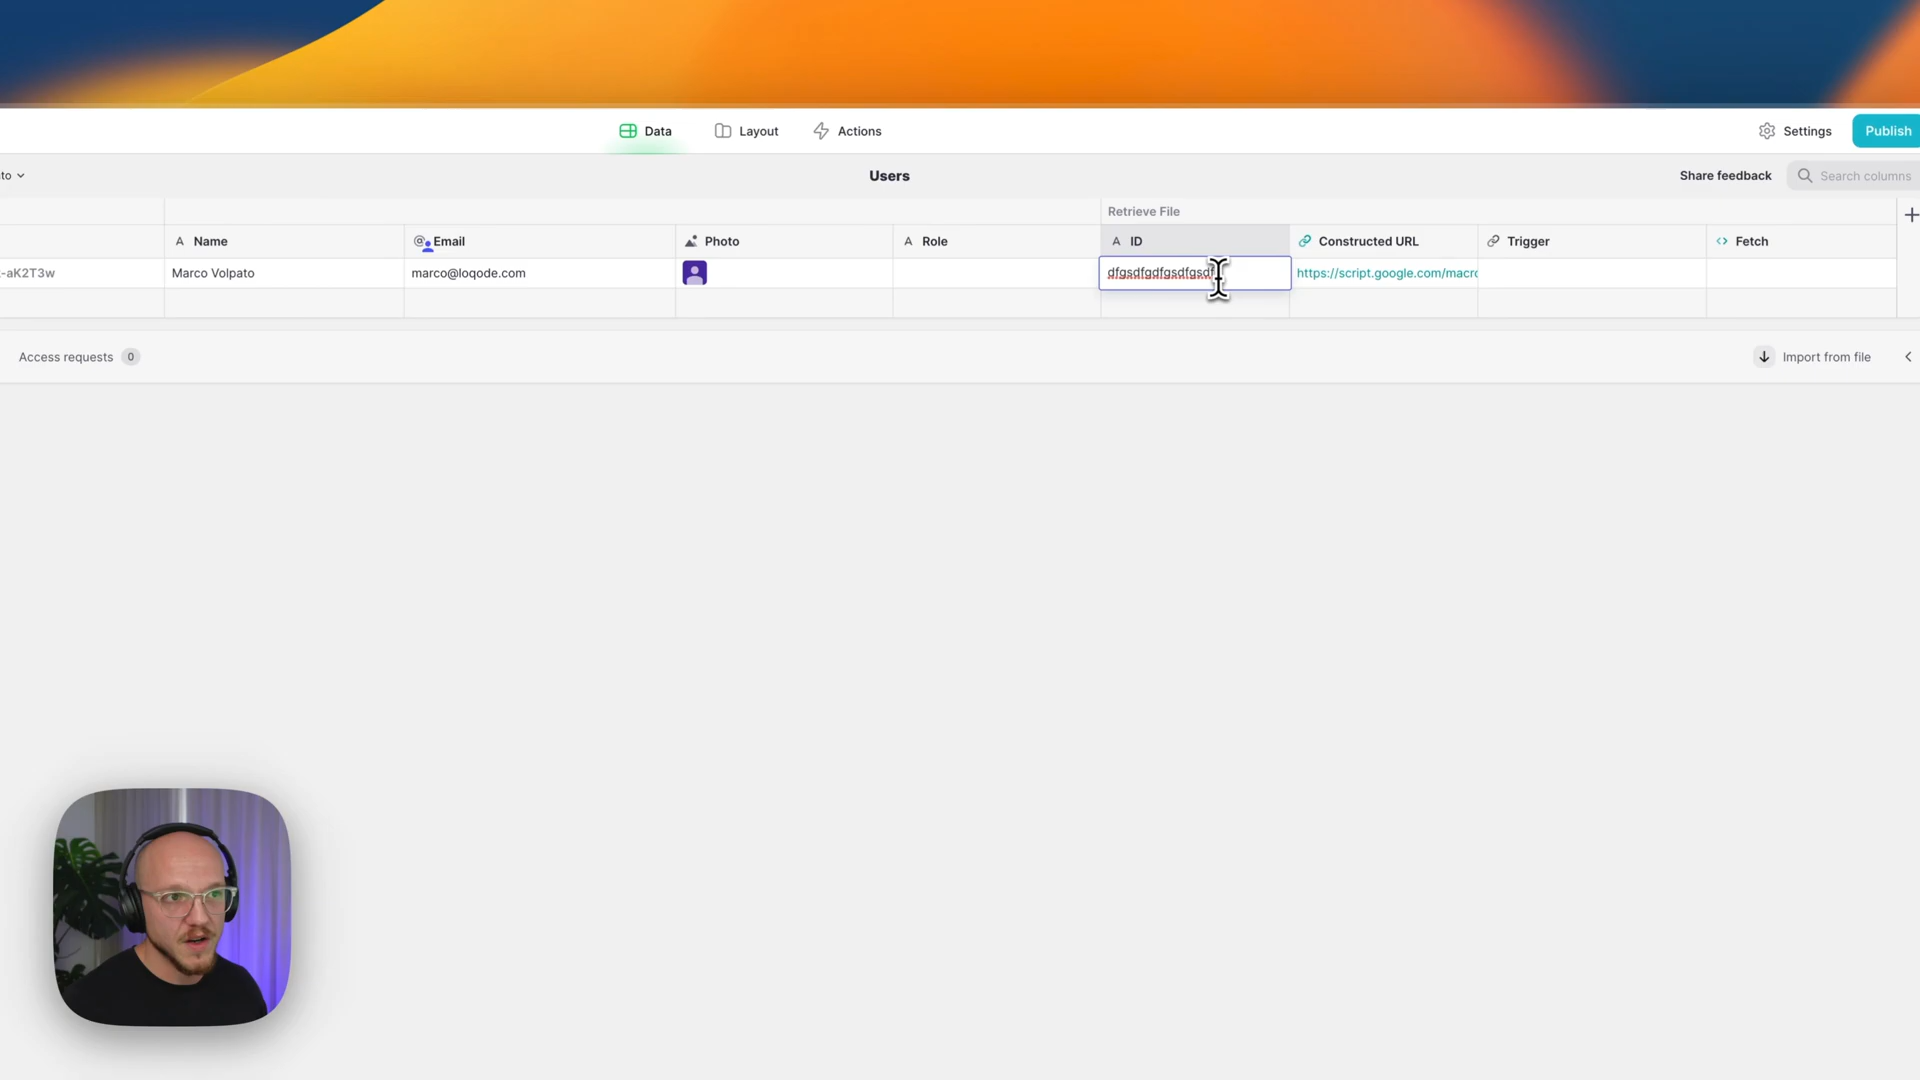 Data Layout Actions Settings Publish
to Users Share feedback Search columns
Retrieve File
Name Email Photo Role ID Constructed URL Trigger Fetch
-aK2T3w Marco Volpato marco@loqode.com https://script.google.com/macro
Access requests 0 Import from file